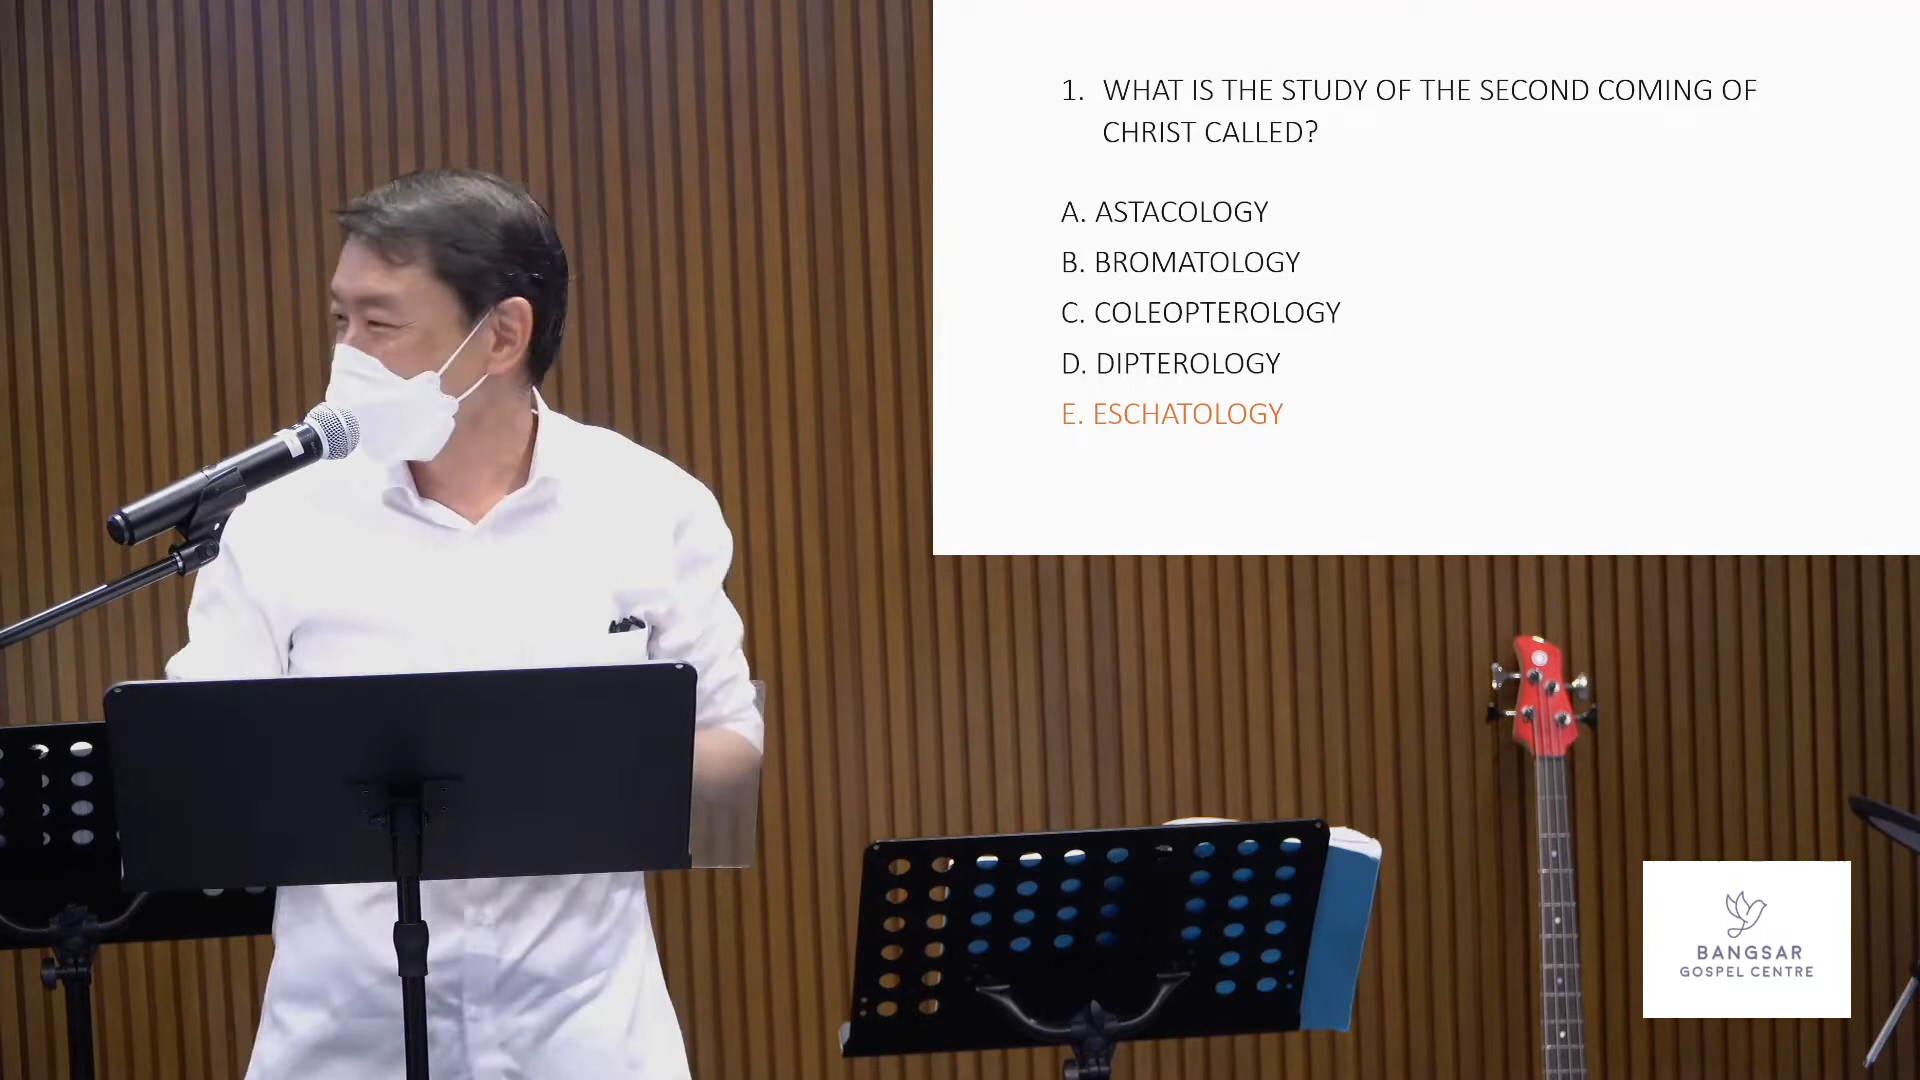 1. WHAT IS THE STUDY OF THE SECOND COMING OF
CHRIST CALLED?
A. ASTACOLOGY
B. BROMATOLOGY
C. COLEOPTEROLOGY
D. DIPTEROLOGY
E. ESCHATOLOGY
BANGSAR
GOSPEL CENTRE